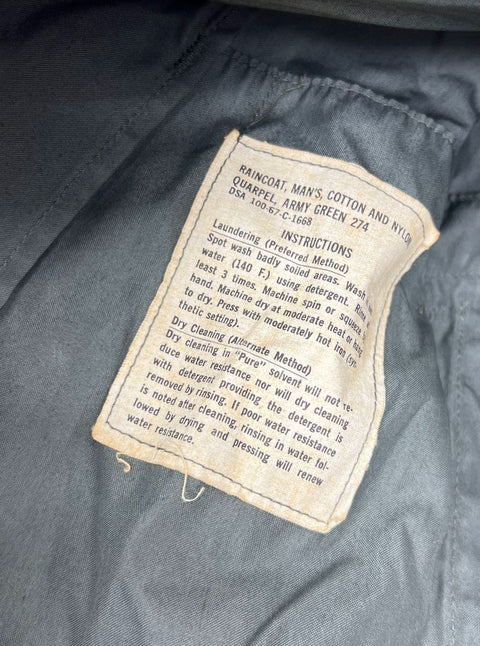 RAINCOAT, MAN'S, COTTON AND NYLON
QUARPEL, ARMY GREEN 274
DSA 100-67-C-1668
INSTRUCTIONS
Laundering (Preferred Method)
Spot wash badly soiled areas. Wash
water (140 F.) using detergent. Rinse
least 3 times. Machine spin or squeeze
hand. Machine dry at moderate heat or hang
to dry. Press with moderately hot Iron (syn-
thetic setting).
Dry Cleaning (Alternate Method)
Dry cleaning in "Pure" solvent will not re-
duce water resistance nor will dry cleaning
with detergent providing, the detergent is
removed by rinsing. If poor water resistance
is noted after cleaning, rinsing in water fol-
lowed by drying and pressing will renew
water resistance.